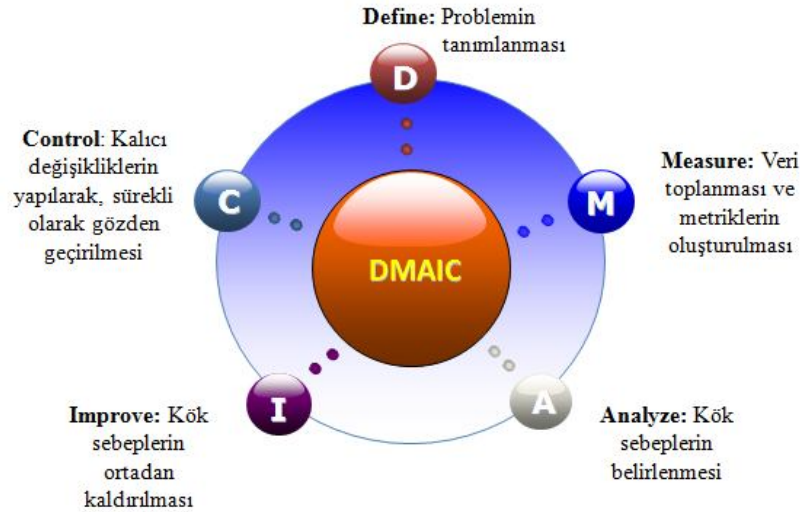 Define: Problemin
tanımlanması
D
Control: Kalıcı
değişikliklerin
yapılarak, sürekli
olarak gözden
geçirilmesi
C
Measure: Veri
toplanması ve
metriklerin
oluşturulması
M
DMAIC
Improve: Kök
sebeplerin
ortadan
kaldırılması
I
A
Analyze: Kök
sebeplerin
belirlenmesi